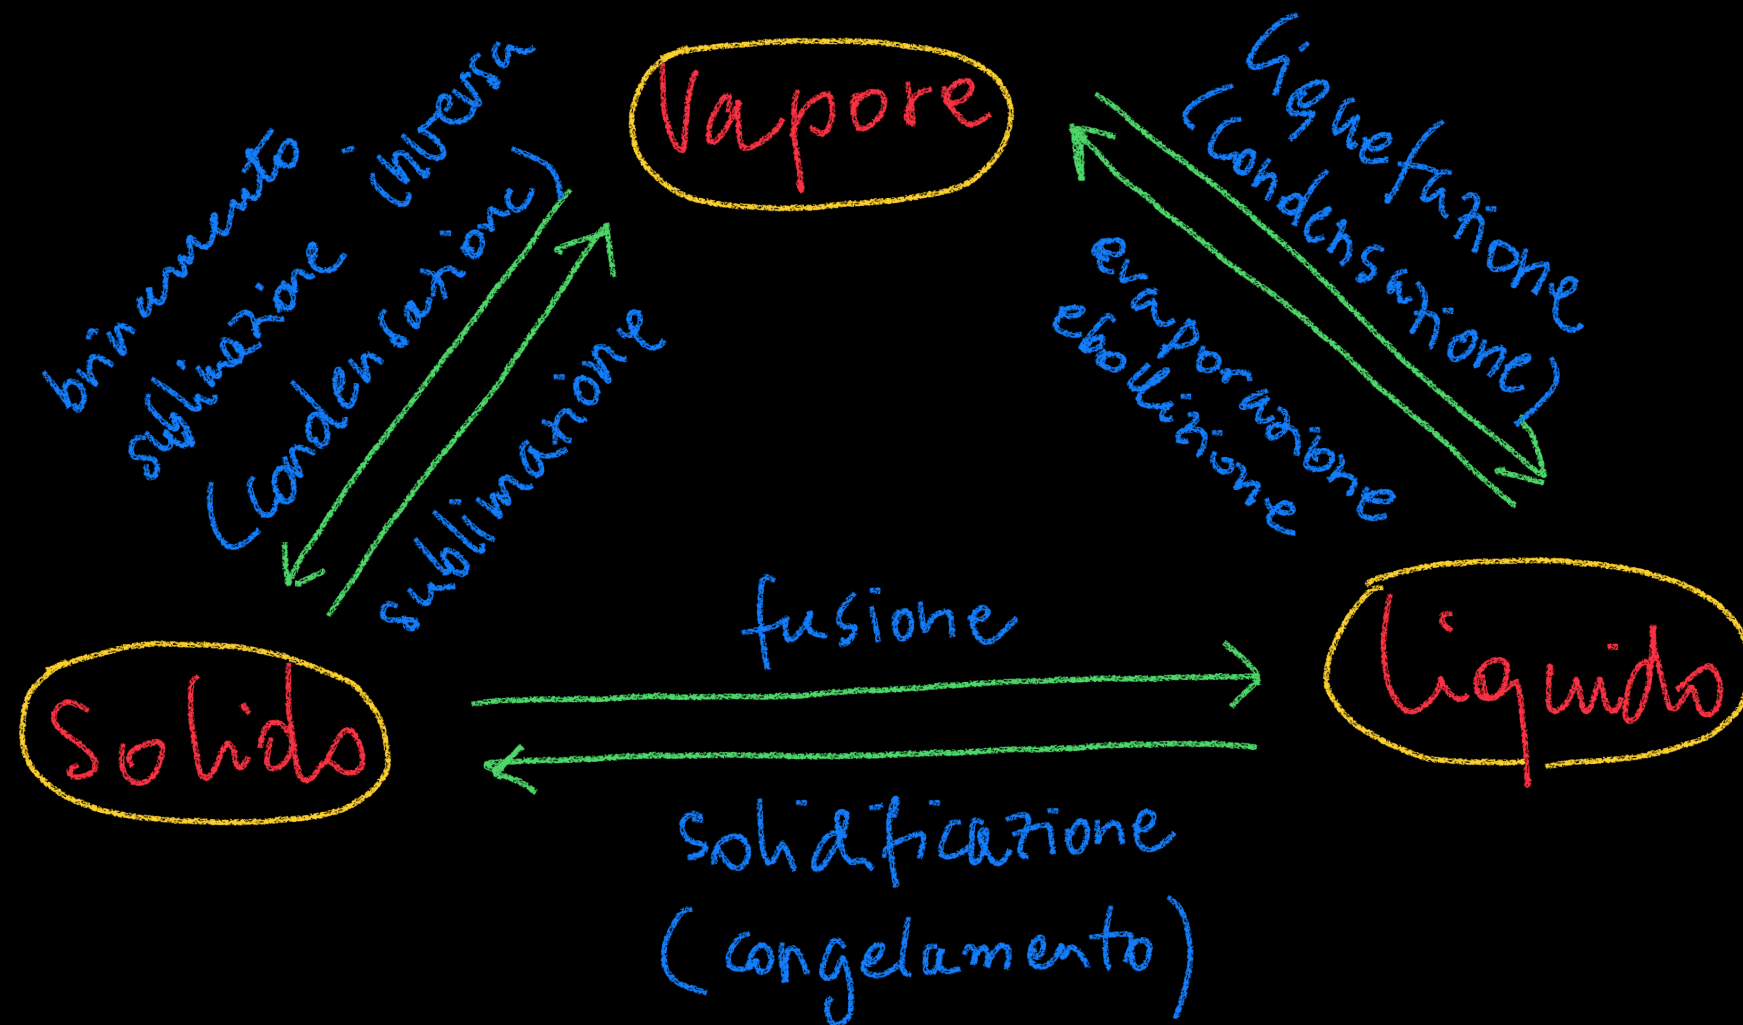 Vapore
brinamento
sublimazione inversa
(condensazione)
sublimazione
liquefazione
(condensazione)
evaporazione
ebollizione
fusione
Solido
liquido
solidificazione
(congelamento)